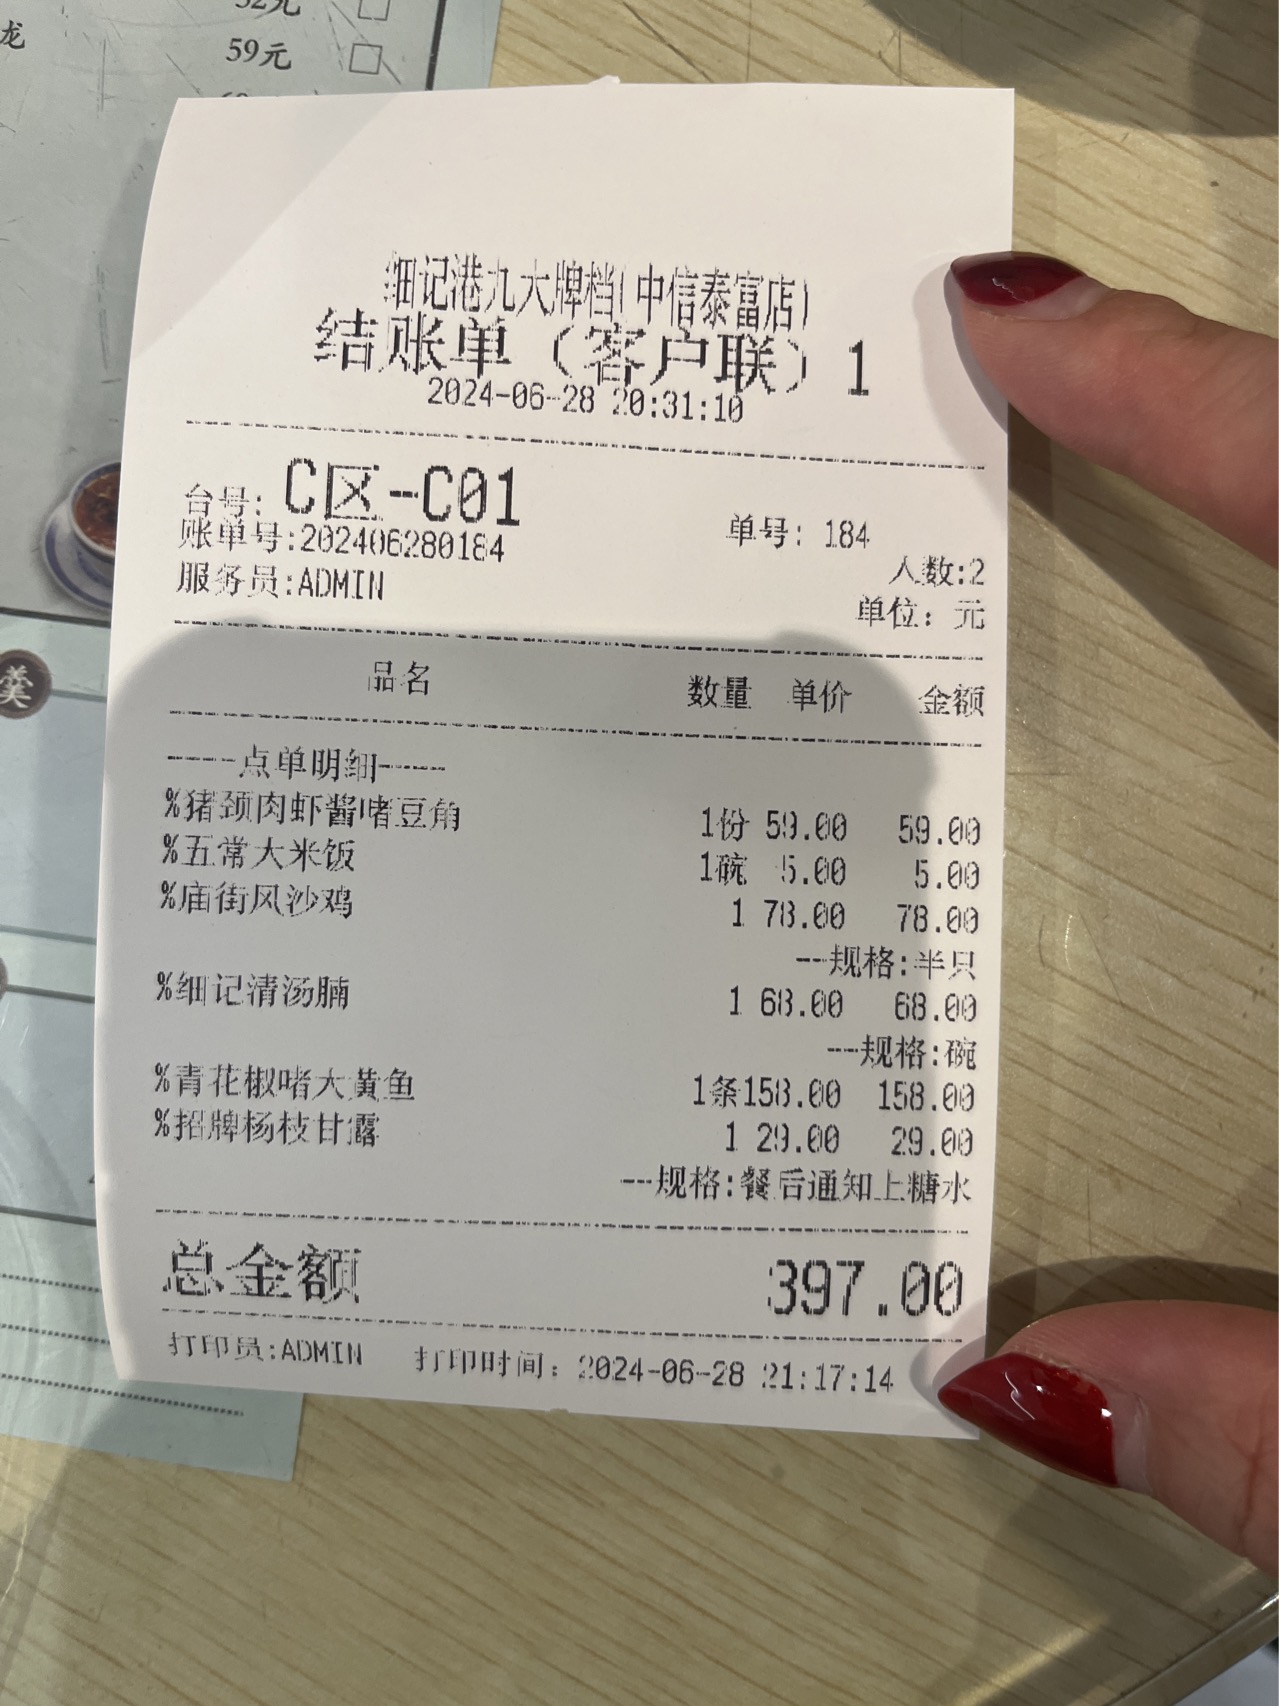 龙
32元
59元
细记港九大牌档(中信泰富店)
结账单（客户联）1
2024-06-28 20:31:10
台号: C区-C01
账单号:202406280184 单号: 184
服务员:ADMIN 人数:2
单位: 元
羹
品名 数量 单价 金额
-----点单明细-----
%猪颈肉虾酱啫豆角 1份 59.00 59.00
%五常大米饭 1碗 5.00 5.00
%庙街风沙鸡 1 78.00 78.00
--规格:半只
%细记清汤腩 1 68.00 68.00
--规格:碗
%青花椒啫大黄鱼 1条158.00 158.00
%招牌杨枝甘露 1 29.00 29.00
--规格:餐后通知上糖水
总金额 397.00
打印员:ADMIN 打印时间: 2024-06-28 21:17:14